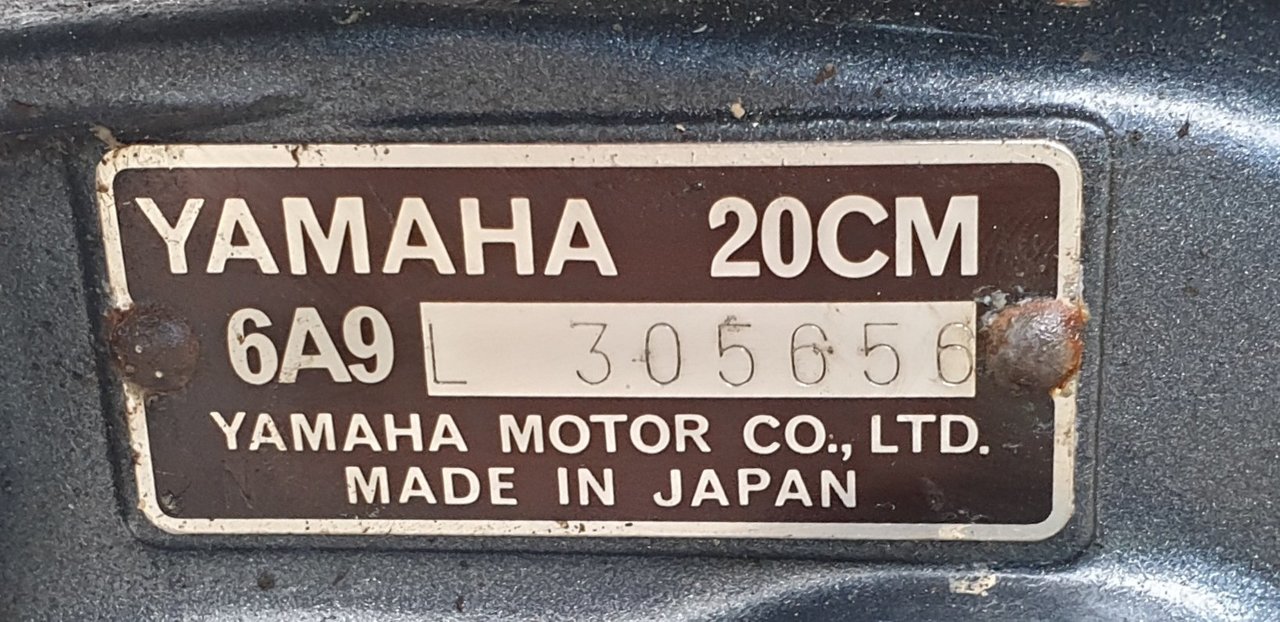 YAMAHA 20CM
6A9 L 305656
YAMAHA MOTOR CO., LTD.
MADE IN JAPAN